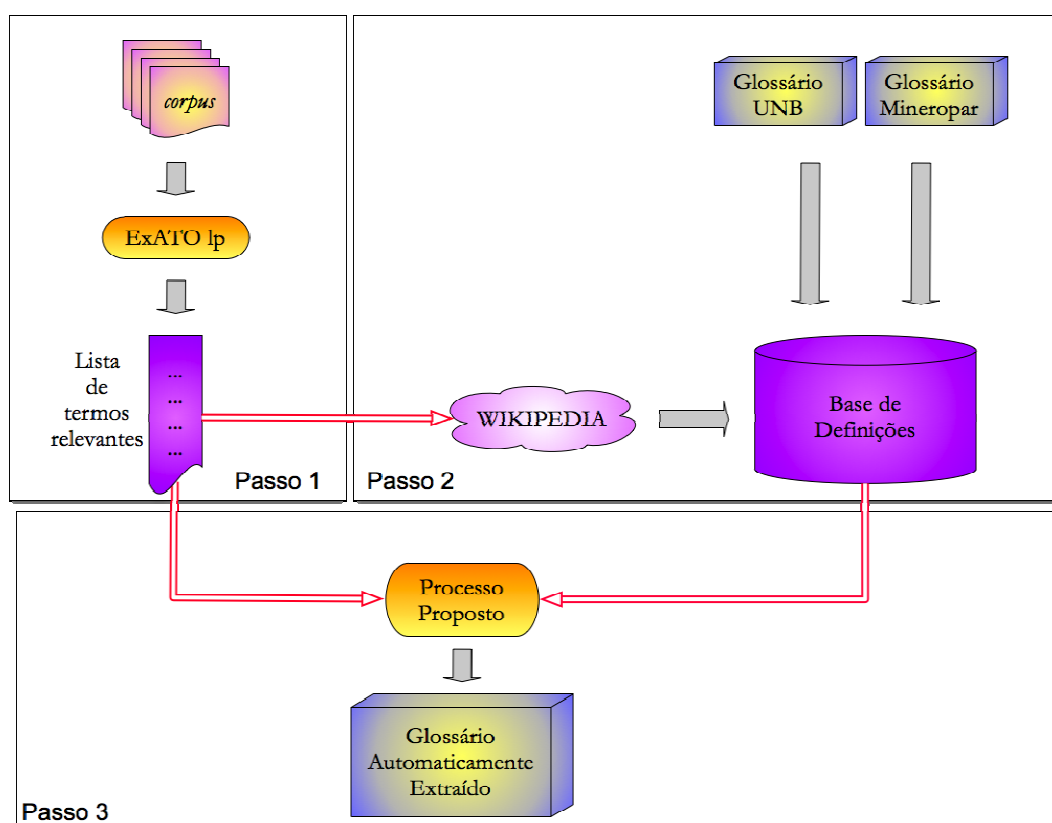 corpus
ExATO lp
Lista
de
termos
relevantes
...
...
...
...
Passo 1
Glossário
UNB
Glossário
Mineropar
WIKIPEDIA
Base de
Definições
Passo 2
Processo
Proposto
Glossário
Automaticamente
Extraído
Passo 3